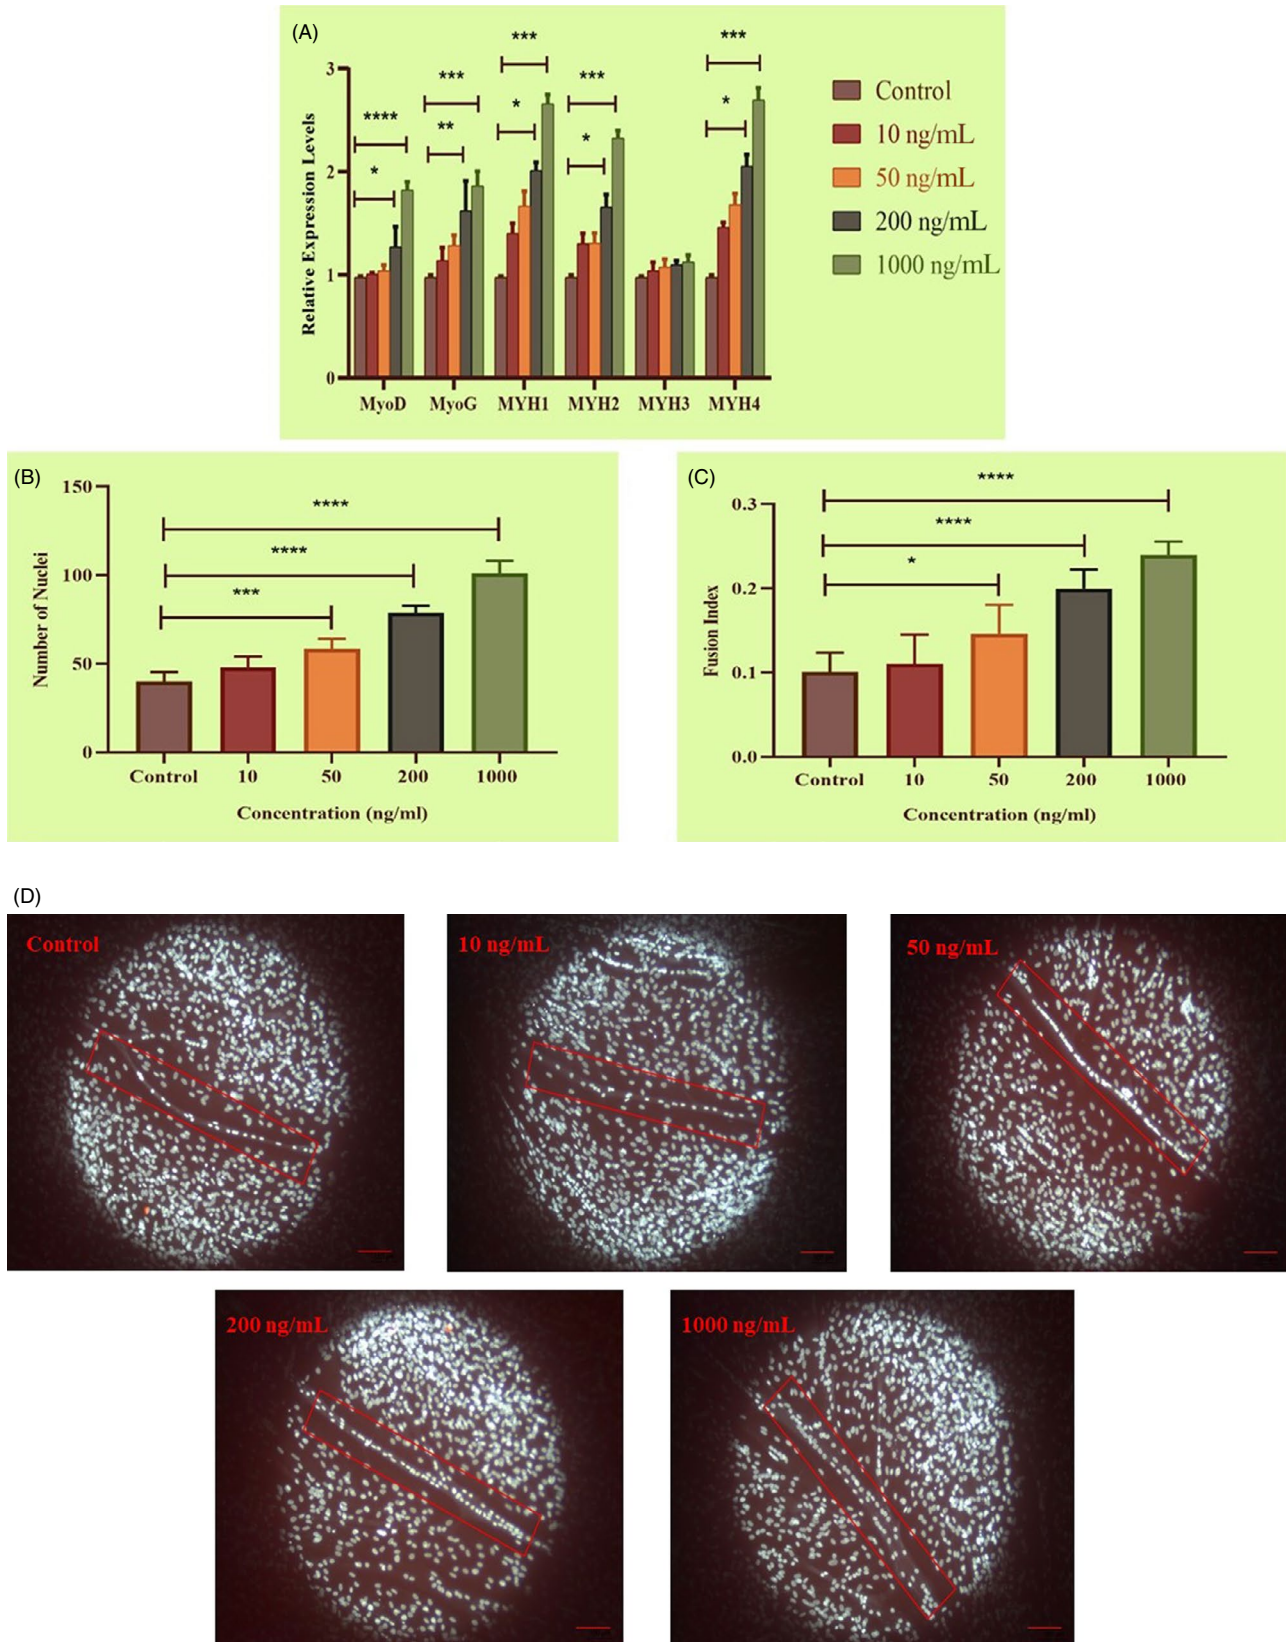 (A)
***
***
***
***
****
**
*
*
*
*
3
2
1
0
Relative Expression Levels
MyoD MyoG MYH1 MYH2 MYH3 MYH4
Control
10 ng/mL
50 ng/mL
200 ng/mL
1000 ng/mL
(B)
150
100
50
0
Number of Nuclei
****
****
***
Control 10 50 200 1000
Concentration (ng/ml)
(C)
0.3
0.2
0.1
0.0
Fusion Index
****
****
*
Control 10 50 200 1000
Concentration (ng/ml)
(D)
Control
10 ng/mL
50 ng/mL
200 ng/mL
1000 ng/mL